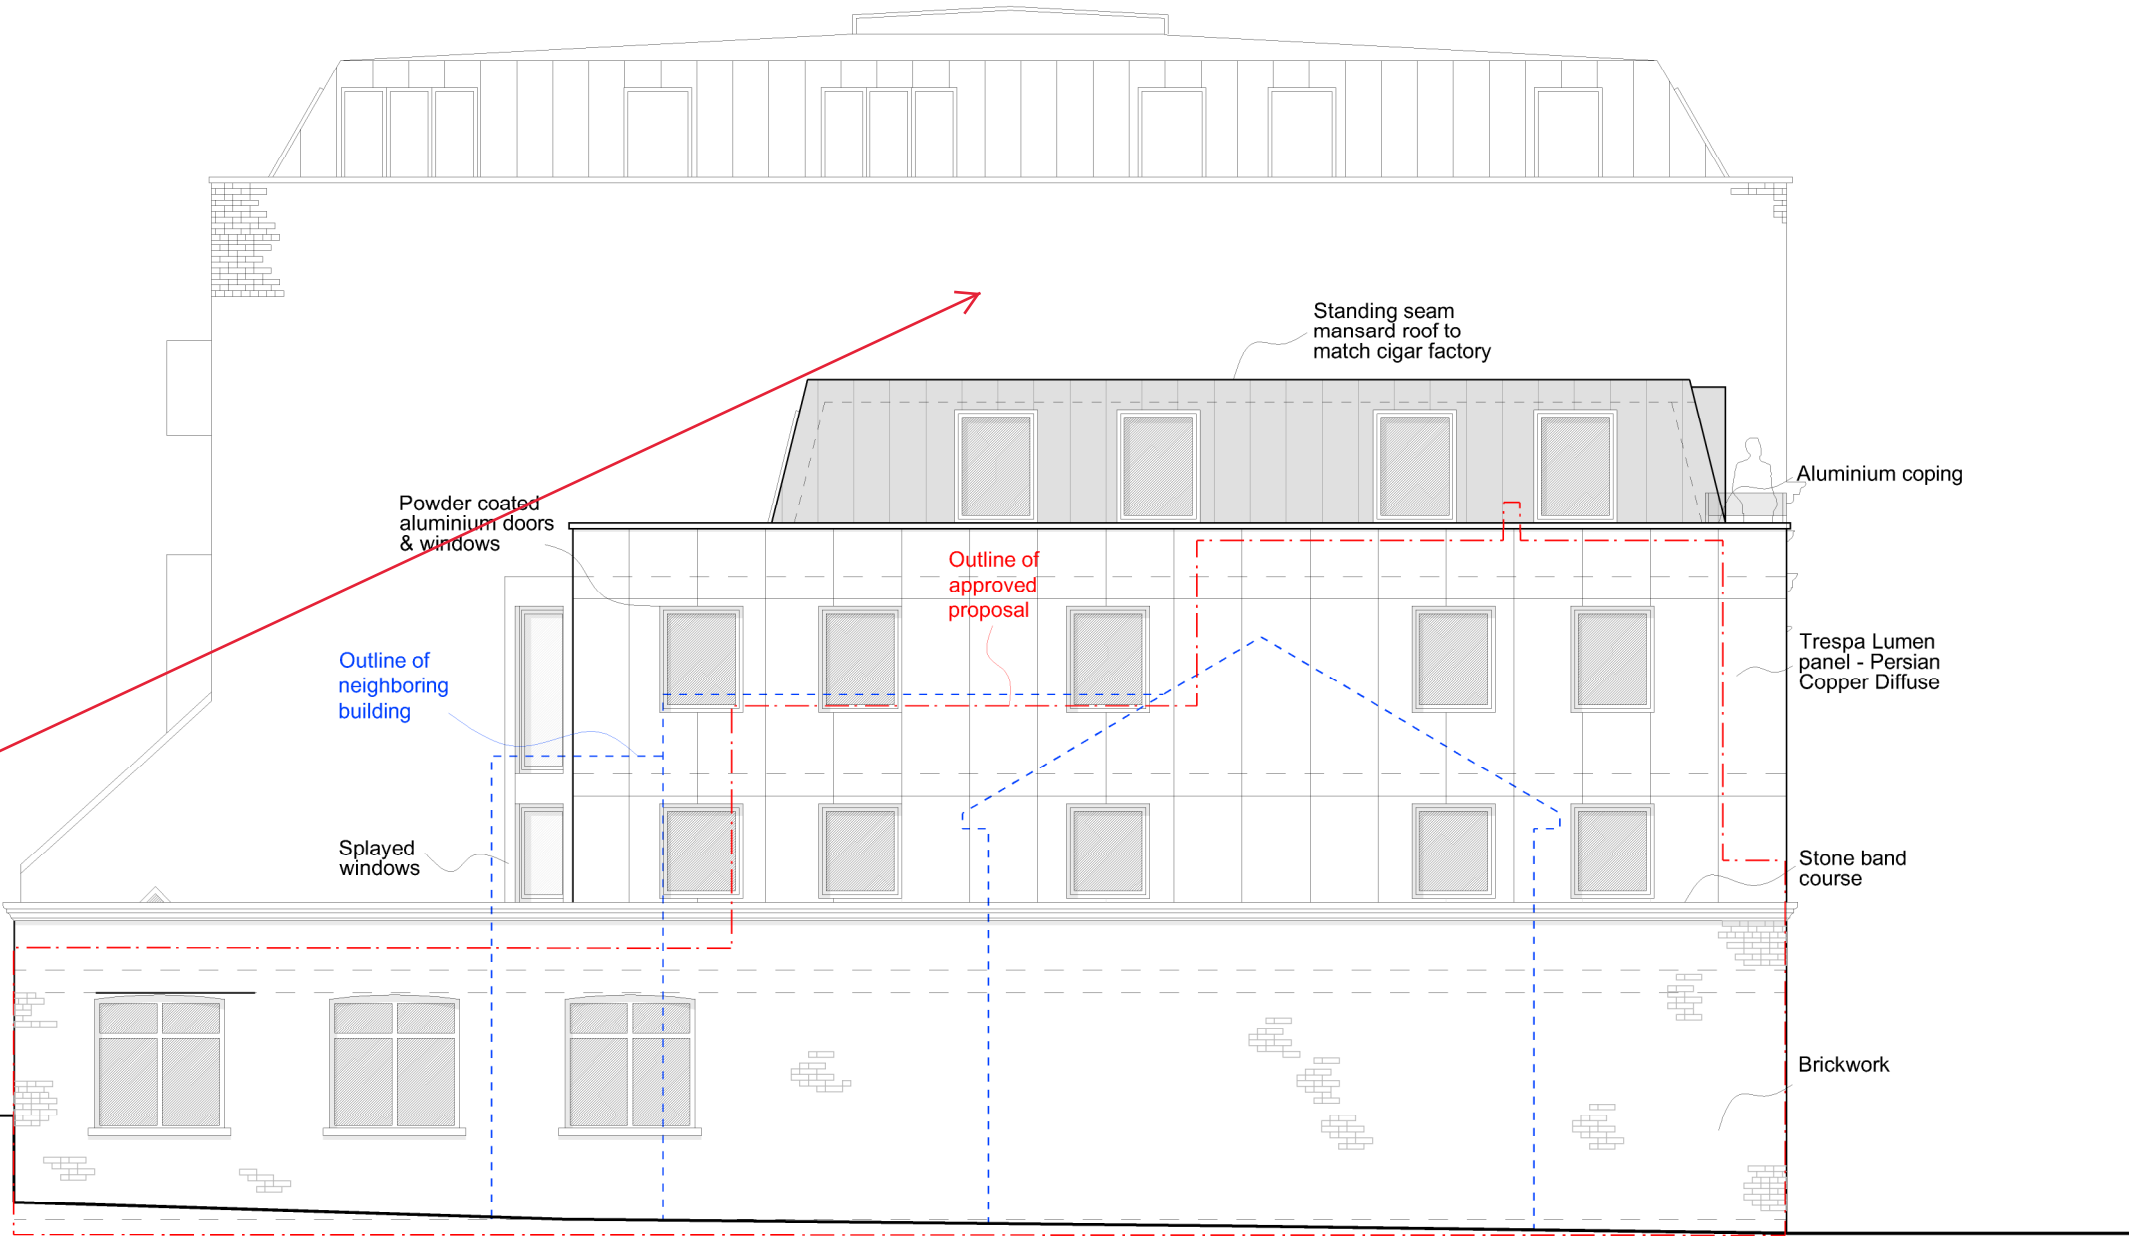 Standing seam
mansard roof to
match cigar factory
Aluminium coping
Powder coated
aluminium doors
& windows
Outline of
approved
proposal
Outline of
neighboring
building
Trespa Lumen
panel - Persian
Copper Diffuse
Splayed
windows
Stone band
course
Brickwork